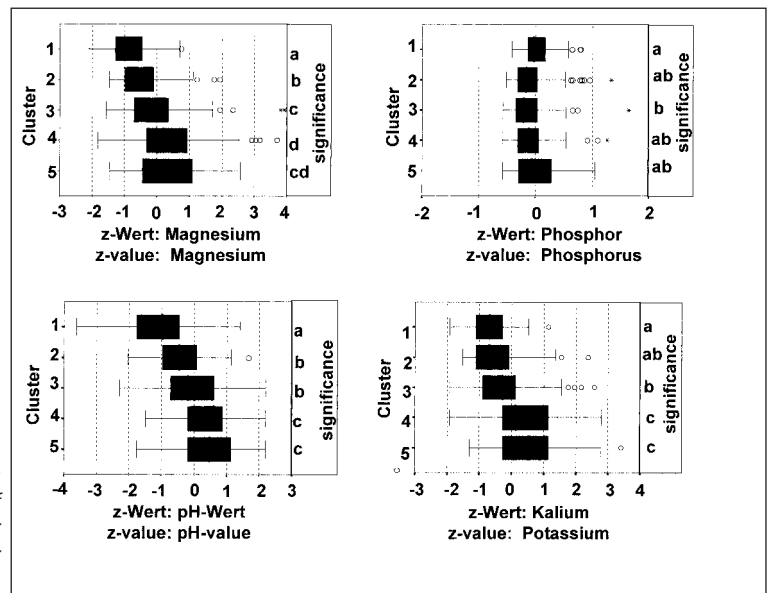 1 a
2 b
3 c
4 d
5 cd
Cluster
significance
-3 -2 -1 0 1 2 3 4
z-Wert: Magnesium
z-value: Magnesium
1 a
2 ab
3 b
4 ab
5 ab
Cluster
significance
-2 -1 0 1 2
z-Wert: Phosphor
z-value: Phosphorus
1 a
2 b
3 b
4 c
5 c
Cluster
significance
-4 -3 -2 -1 0 1 2 3
z-Wert: pH-Wert
z-value: pH-value
1 a
2 ab
3 b
4 c
5 c
Cluster
significance
-3 -2 -1 0 1 2 3 4 5
z-Wert: Kalium
z-value: Potassium